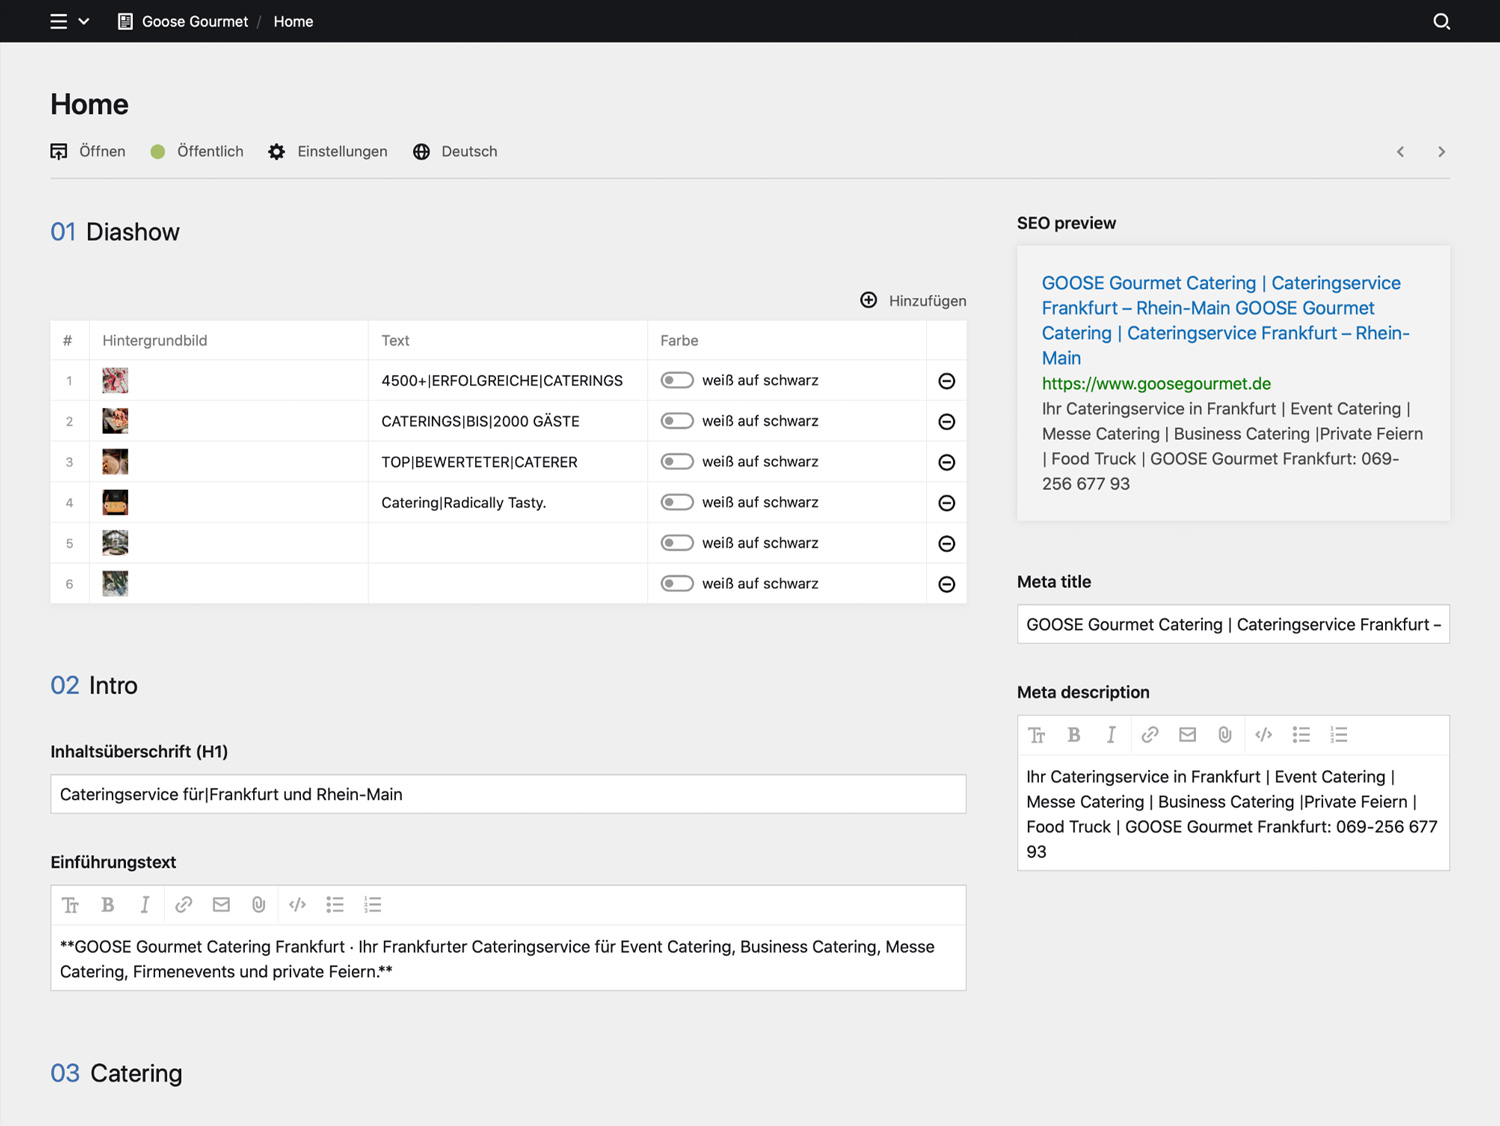 Goose Gourmet / Home
Home
Öffnen Öffentlich Einstellungen Deutsch
01 Diashow
Hinzufügen
# Hintergrundbild Text Farbe
1 4500+|ERFOLGREICHE|CATERINGS weiß auf schwarz
2 CATERINGS|BIS|2000 GÄSTE weiß auf schwarz
3 TOP|BEWERTETER|CATERER weiß auf schwarz
4 Catering|Radically Tasty. weiß auf schwarz
5 weiß auf schwarz
6 weiß auf schwarz
02 Intro
Inhaltsüberschrift (H1)
Cateringservice für|Frankfurt und Rhein-Main
Einführungstext
**GOOSE Gourmet Catering Frankfurt · Ihr Frankfurter Cateringservice für Event Catering, Business Catering, Messe
Catering, Firmenevents und private Feiern.**
03 Catering
SEO preview
GOOSE Gourmet Catering | Cateringservice
Frankfurt – Rhein-Main GOOSE Gourmet
Catering | Cateringservice Frankfurt – Rhein-
Main
https://www.goosegourmet.de
Ihr Cateringservice in Frankfurt | Event Catering |
Messe Catering | Business Catering |Private Feiern
| Food Truck | GOOSE Gourmet Frankfurt: 069-
256 677 93
Meta title
GOOSE Gourmet Catering | Cateringservice Frankfurt –
Meta description
Ihr Cateringservice in Frankfurt | Event Catering |
Messe Catering | Business Catering |Private Feiern |
Food Truck | GOOSE Gourmet Frankfurt: 069-256 677
93